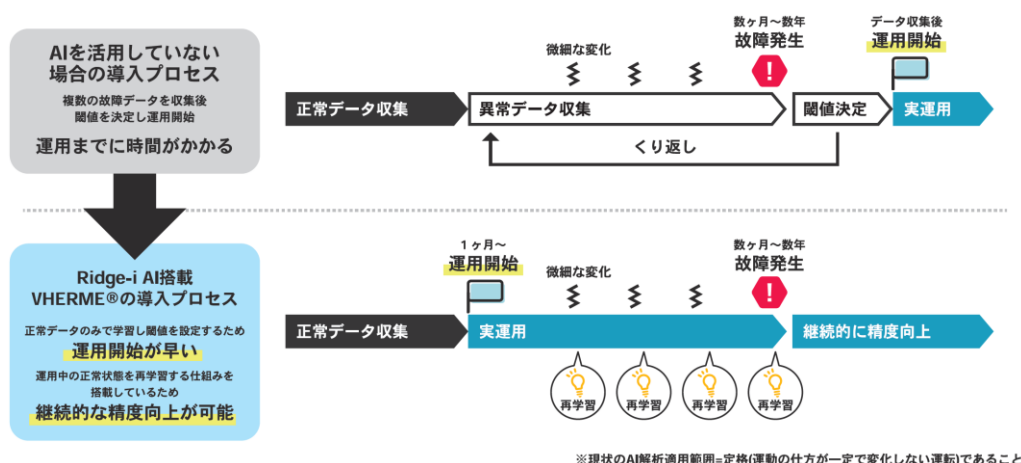 AIを活用していない
場合の導入プロセス
複数の故障データを収集後
閾値を決定し運用開始
運用までに時間がかかる
微細な変化
数ヶ月～数年
故障発生
!
データ収集後
運用開始
正常データ収集
異常データ収集
閾値決定
実運用
くり返し
Ridge-i AI搭載
VHERME®の導入プロセス
正常データのみで学習し閾値を設定するため
運用開始が早い
運用中の正常状態を再学習する仕組みを
搭載しているため
継続的な精度向上が可能
1ヶ月～
運用開始
微細な変化
数ヶ月～数年
故障発生
!
正常データ収集
実運用
継続的に精度向上
再学習
再学習
再学習
再学習
※現状のAI解析適用範囲=定格(運動の仕方が一定で変化しない運転)であること